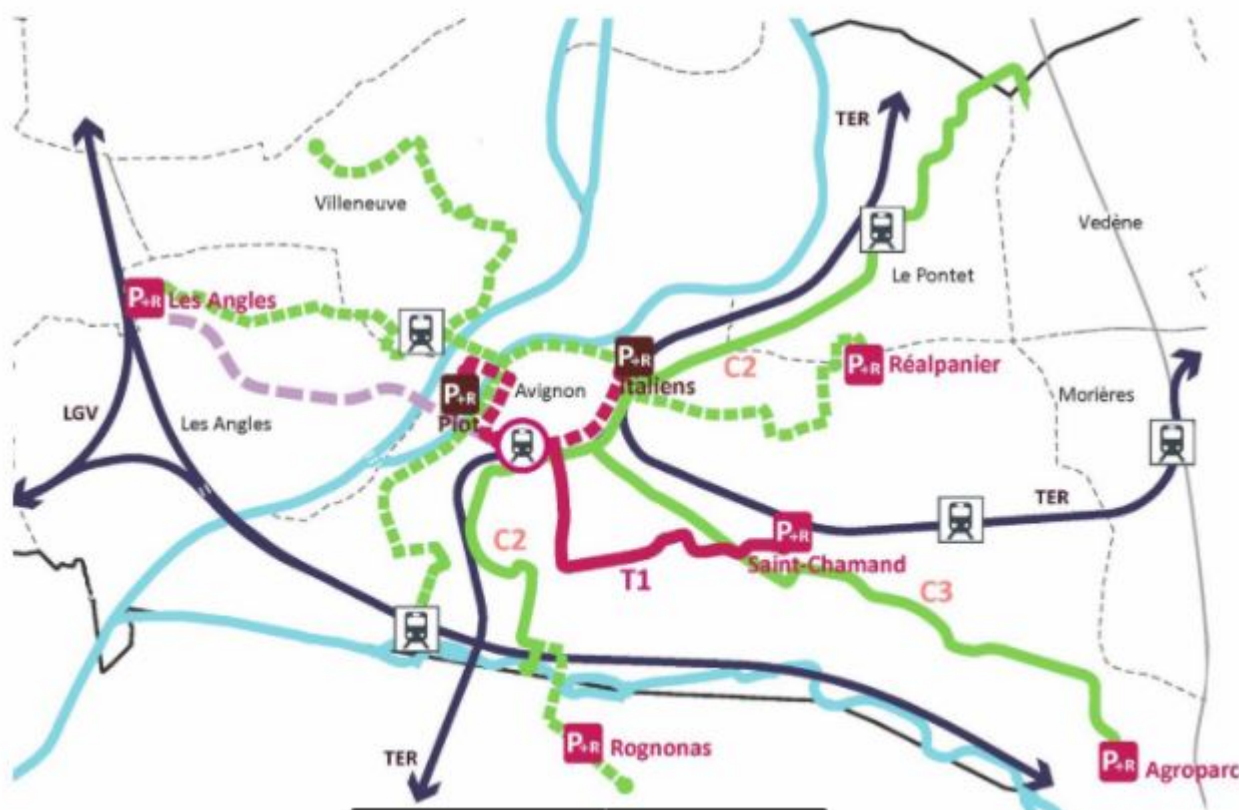 TER
Villeneuve
Vedène
Le Pontet
P+R Les Angles
P+R
Italiens
C2
P+R Réalpanier
Avignon
P+R
Piot
Morières
LGV
Les Angles
TER
C2
P+R
Saint-Chamand
T1
C3
P+R Rognonas
TER
P+R Agroparc